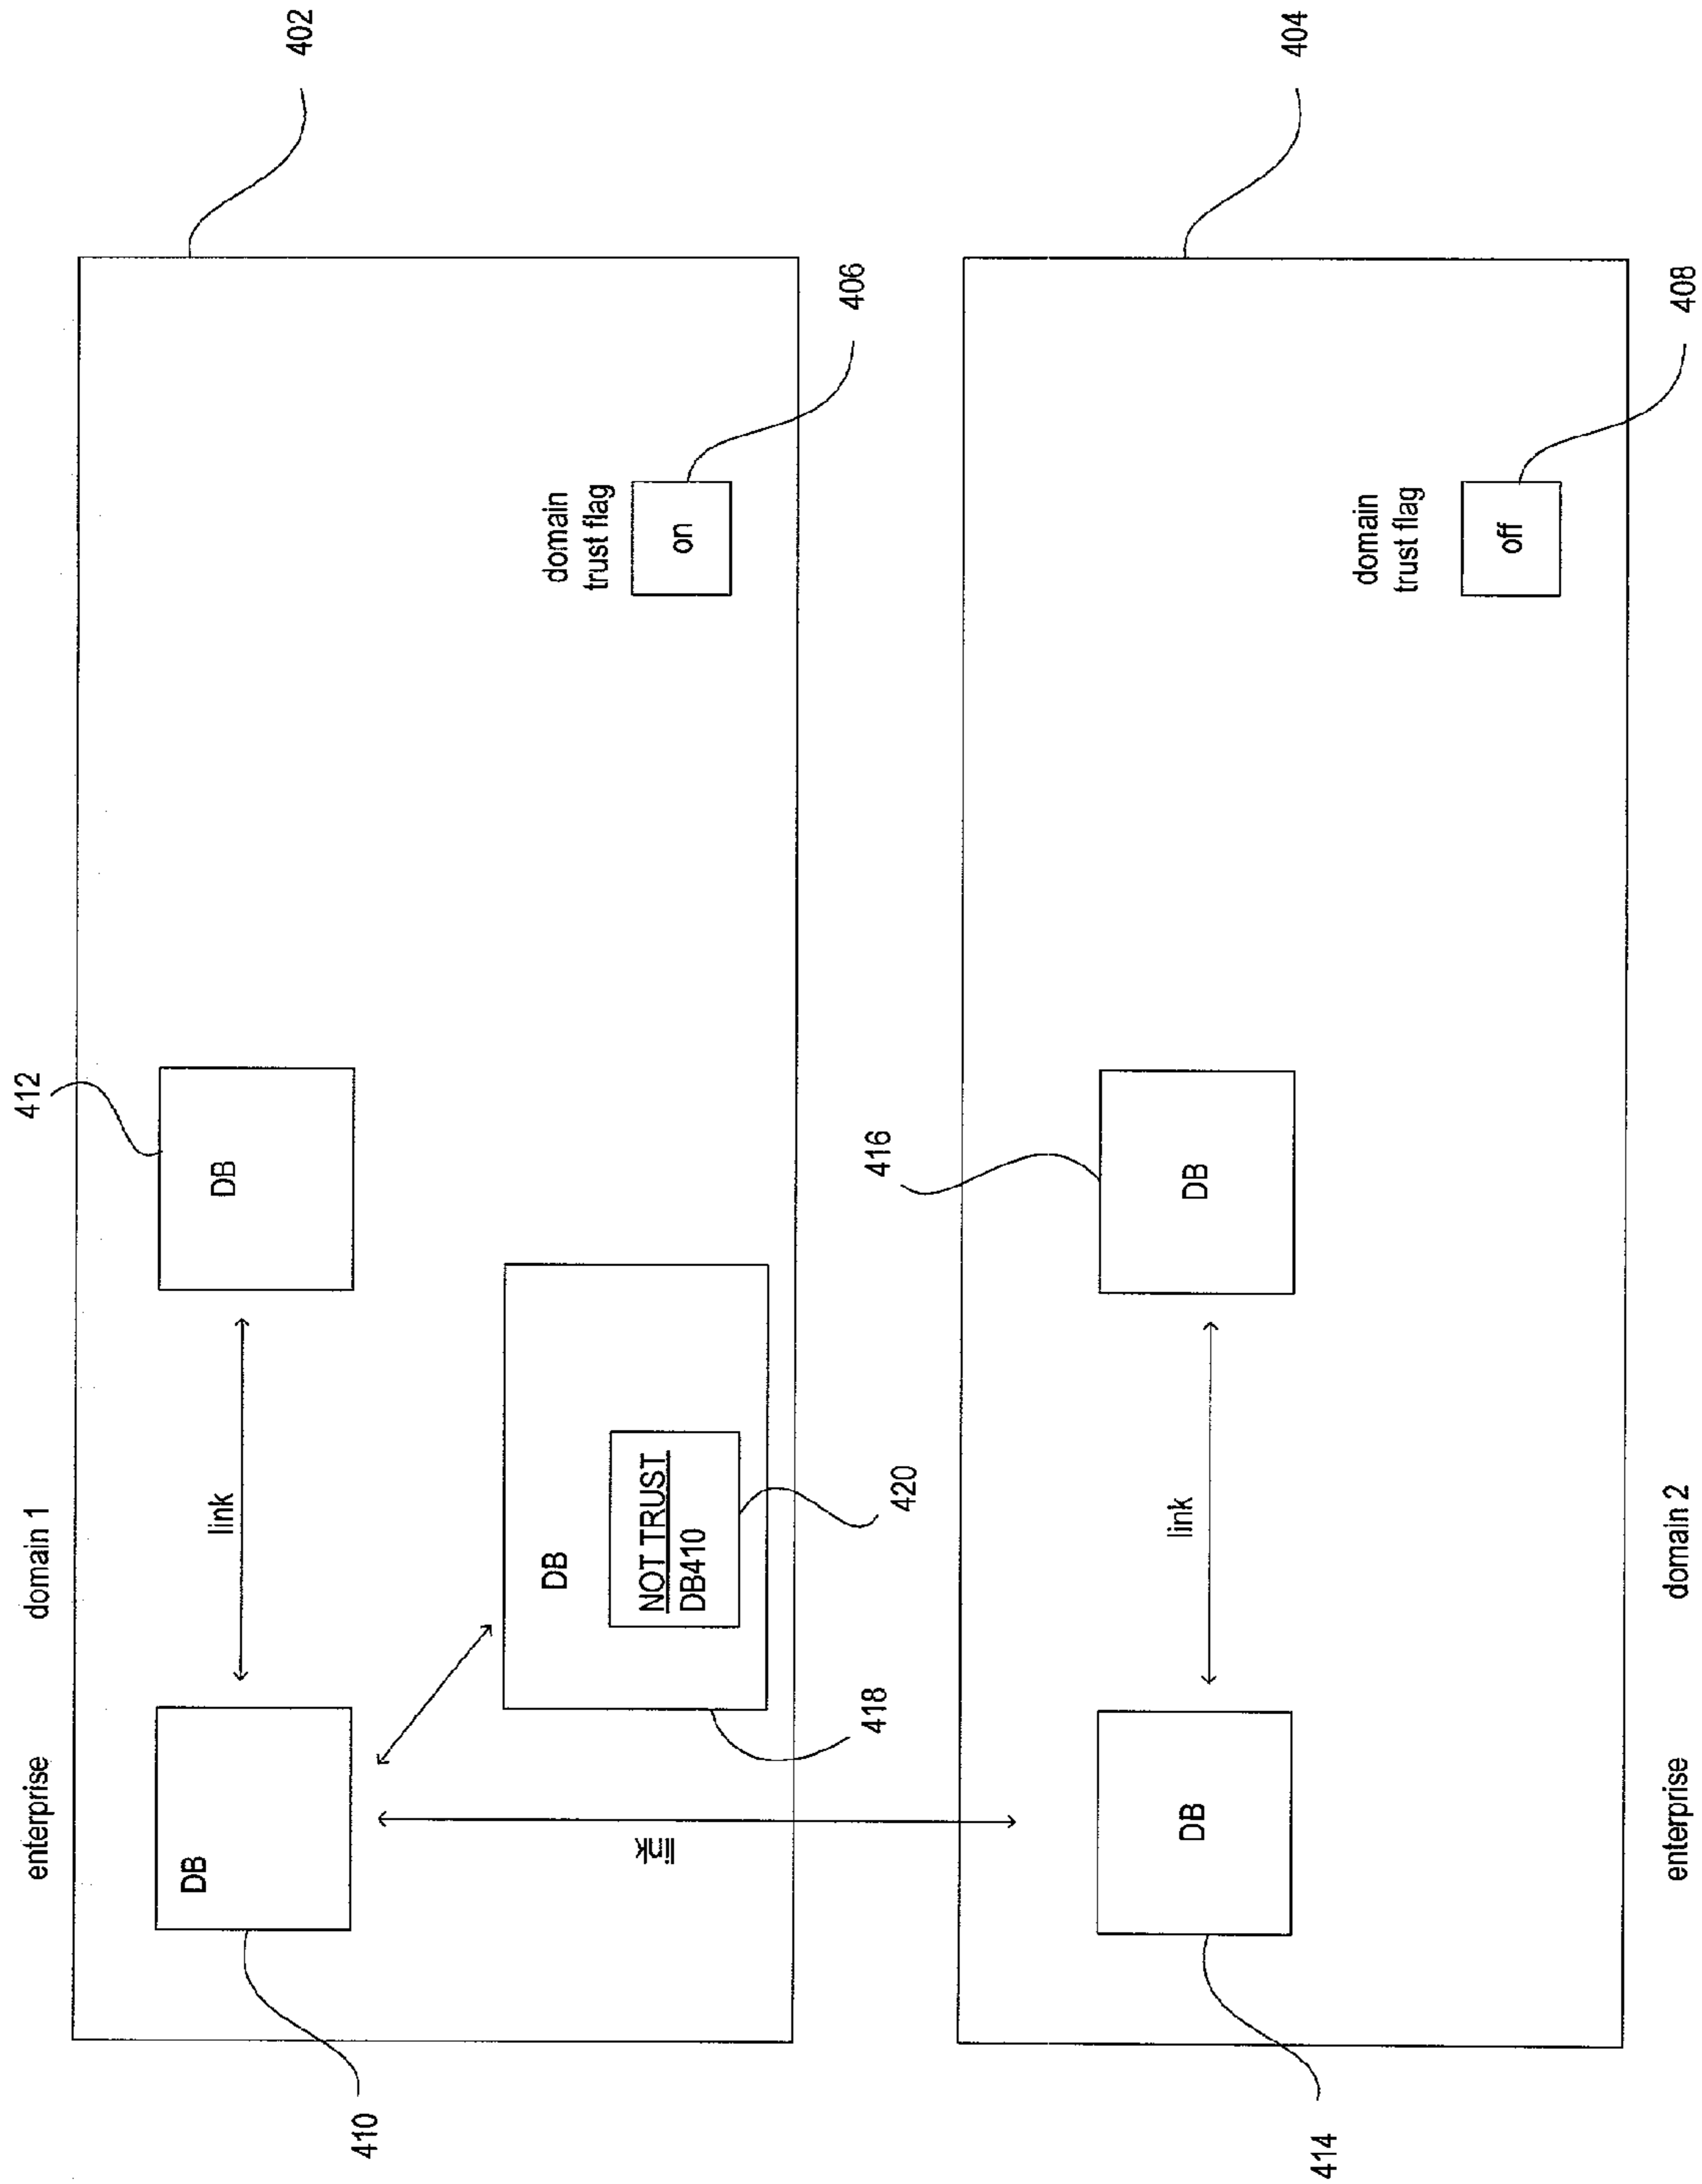 enterprise domain 1
402
412
DB
link
DB
410
DB
NOT TRUST
DB410
418
420
domain
trust flag
on
406
link
404
416
DB
link
DB
414
domain
trust flag
off
408
enterprise domain 2